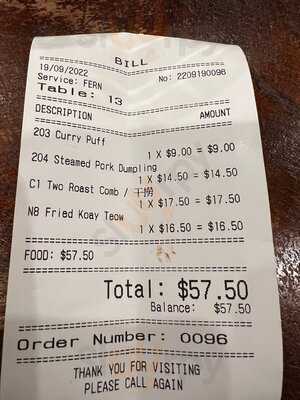 BILL
19/09/2022 No: 2209190096
Service: FERN
Table: 13
DESCRIPTION AMOUNT
203 Curry Puff
1 X $9.00 = $9.00
204 Steamed Pork Dumpling
1 X $14.50 = $14.50
C1 Two Roast Comb / 干捞
1 X $17.50 = $17.50
N8 Fried Koay Teow
1 X $16.50 = $16.50
FOOD: $57.50
Total: $57.50
Balance: $57.50
Order Number: 0096
THANK YOU FOR VISITING
PLEASE CALL AGAIN